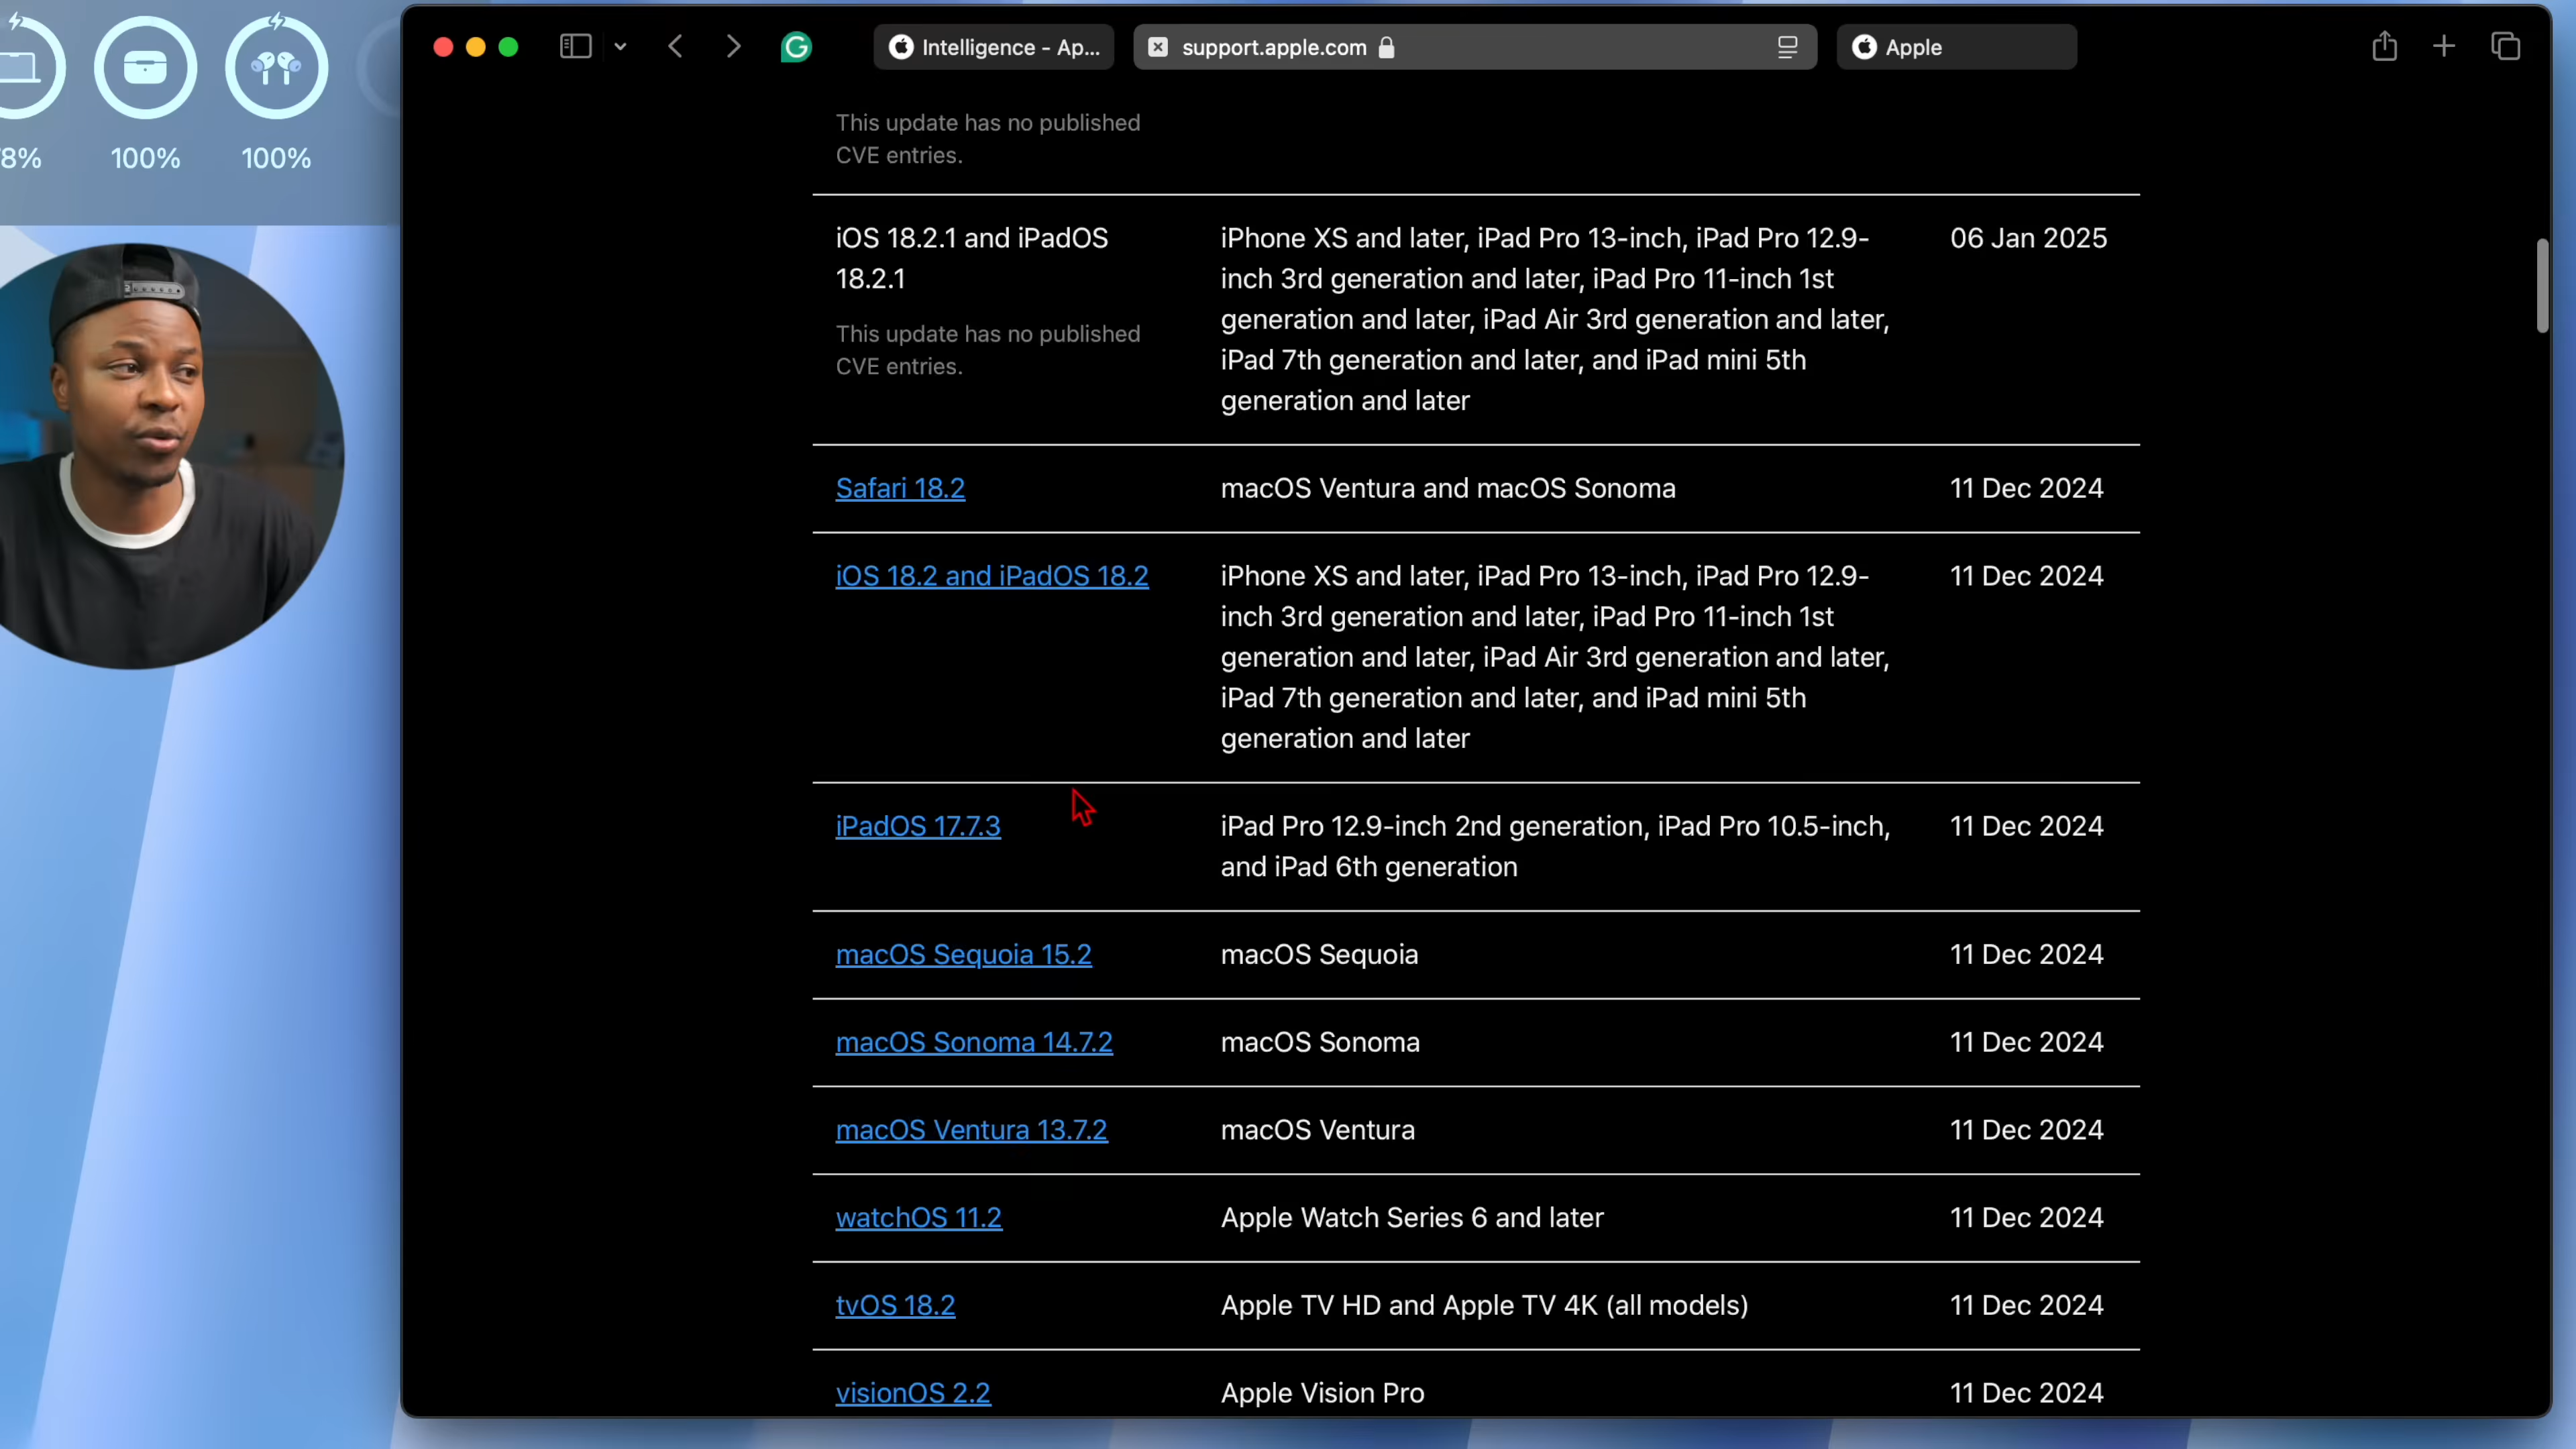 8%
100%
100%
Intelligence - Ap...
support.apple.com
Apple
This update has no published
CVE entries.
iOS 18.2.1 and iPadOS
18.2.1
This update has no published
CVE entries.
iPhone XS and later, iPad Pro 13-inch, iPad Pro 12.9-
inch 3rd generation and later, iPad Pro 11-inch 1st
generation and later, iPad Air 3rd generation and later,
iPad 7th generation and later, and iPad mini 5th
generation and later
06 Jan 2025
Safari 18.2
macOS Ventura and macOS Sonoma
11 Dec 2024
iOS 18.2 and iPadOS 18.2
iPhone XS and later, iPad Pro 13-inch, iPad Pro 12.9-
inch 3rd generation and later, iPad Pro 11-inch 1st
generation and later, iPad Air 3rd generation and later,
iPad 7th generation and later, and iPad mini 5th
generation and later
11 Dec 2024
iPadOS 17.7.3
iPad Pro 12.9-inch 2nd generation, iPad Pro 10.5-inch,
and iPad 6th generation
11 Dec 2024
macOS Sequoia 15.2
macOS Sequoia
11 Dec 2024
macOS Sonoma 14.7.2
macOS Sonoma
11 Dec 2024
macOS Ventura 13.7.2
macOS Ventura
11 Dec 2024
watchOS 11.2
Apple Watch Series 6 and later
11 Dec 2024
tvOS 18.2
Apple TV HD and Apple TV 4K (all models)
11 Dec 2024
visionOS 2.2
Apple Vision Pro
11 Dec 2024